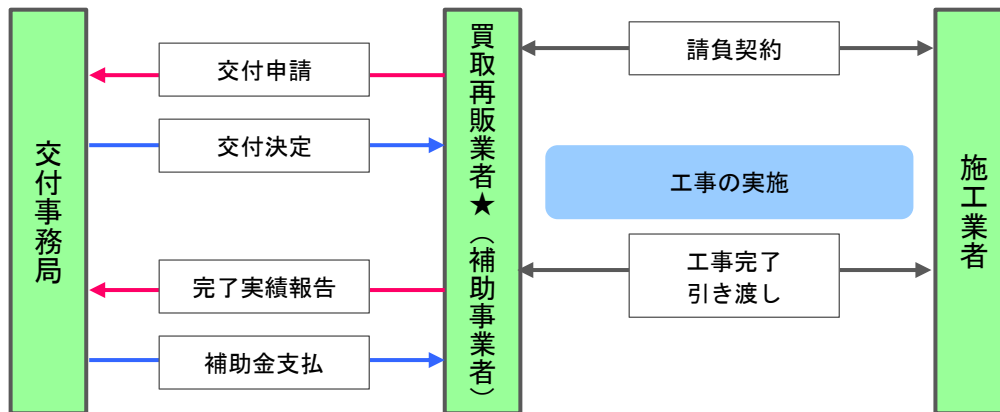 交付事務局
交付申請
交付決定
完了実績報告
補助金支払
買取再販業者★（補助事業者）
請負契約
工事の実施
工事完了
引き渡し
施工業者